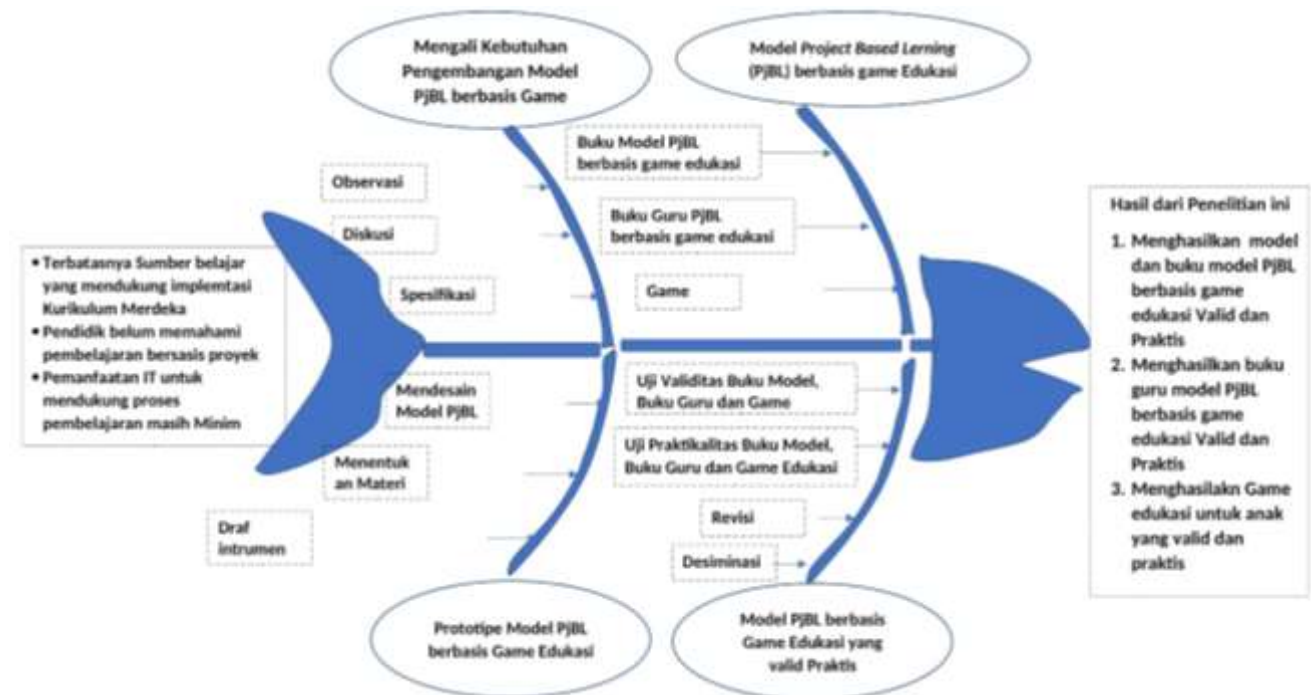 Mengali Kebutuhan
Pengembangan Model
PjBL berbasis Game
Model Project Based Lerning
(PjBL) berbasis game Edukasi
Observasi
Diskusi
Spesifikasi
Buku Model PjBL
berbasis game edukasi
Buku Guru PjBL
berbasis game edukasi
Game
• Terbatasnya Sumber belajar
yang mendukung implemtasi
Kurikulum Merdeka
• Pendidik belum memahami
pembelajaran bersasis proyek
• Pemanfaatan IT untuk
mendukung proses
pembelajaran masih Minim
Mendesain
Model PjBL
Menentuk
an Materi
Draf
intrumen
Uji Validitas Buku Model,
Buku Guru dan Game
Uji Praktikalitas Buku Model,
Buku Guru dan Game Edukasi
Revisi
Desiminasi
Prototipe Model PjBL
berbasis Game Edukasi
Model PjBL berbasis
Game Edukasi yang
valid Praktis
Hasil dari Penelitian ini
1. Menghasilkan model
dan buku model PjBL
berbasis game
edukasi Valid dan
Praktis
2. Menghasilkan buku
guru model PjBL
berbasis game
edukasi Valid dan
Praktis
3. Menghasilakn Game
edukasi untuk anak
yang valid dan
praktis